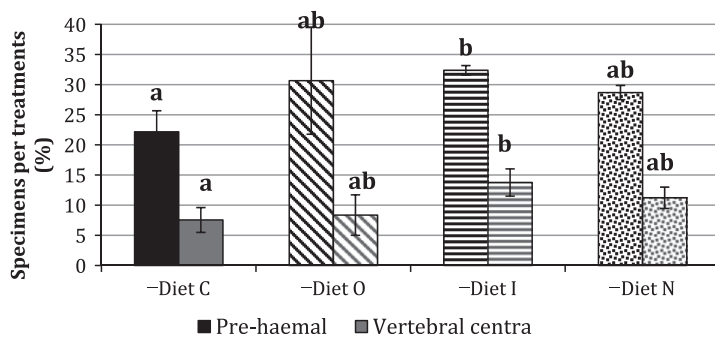 Specimens per treatments
(%)
40
35
30
25
20
15
10
5
0
a
a
ab
ab
b
b
ab
ab
–Diet C
–Diet O
–Diet I
–Diet N
Pre-haemal
Vertebral centra